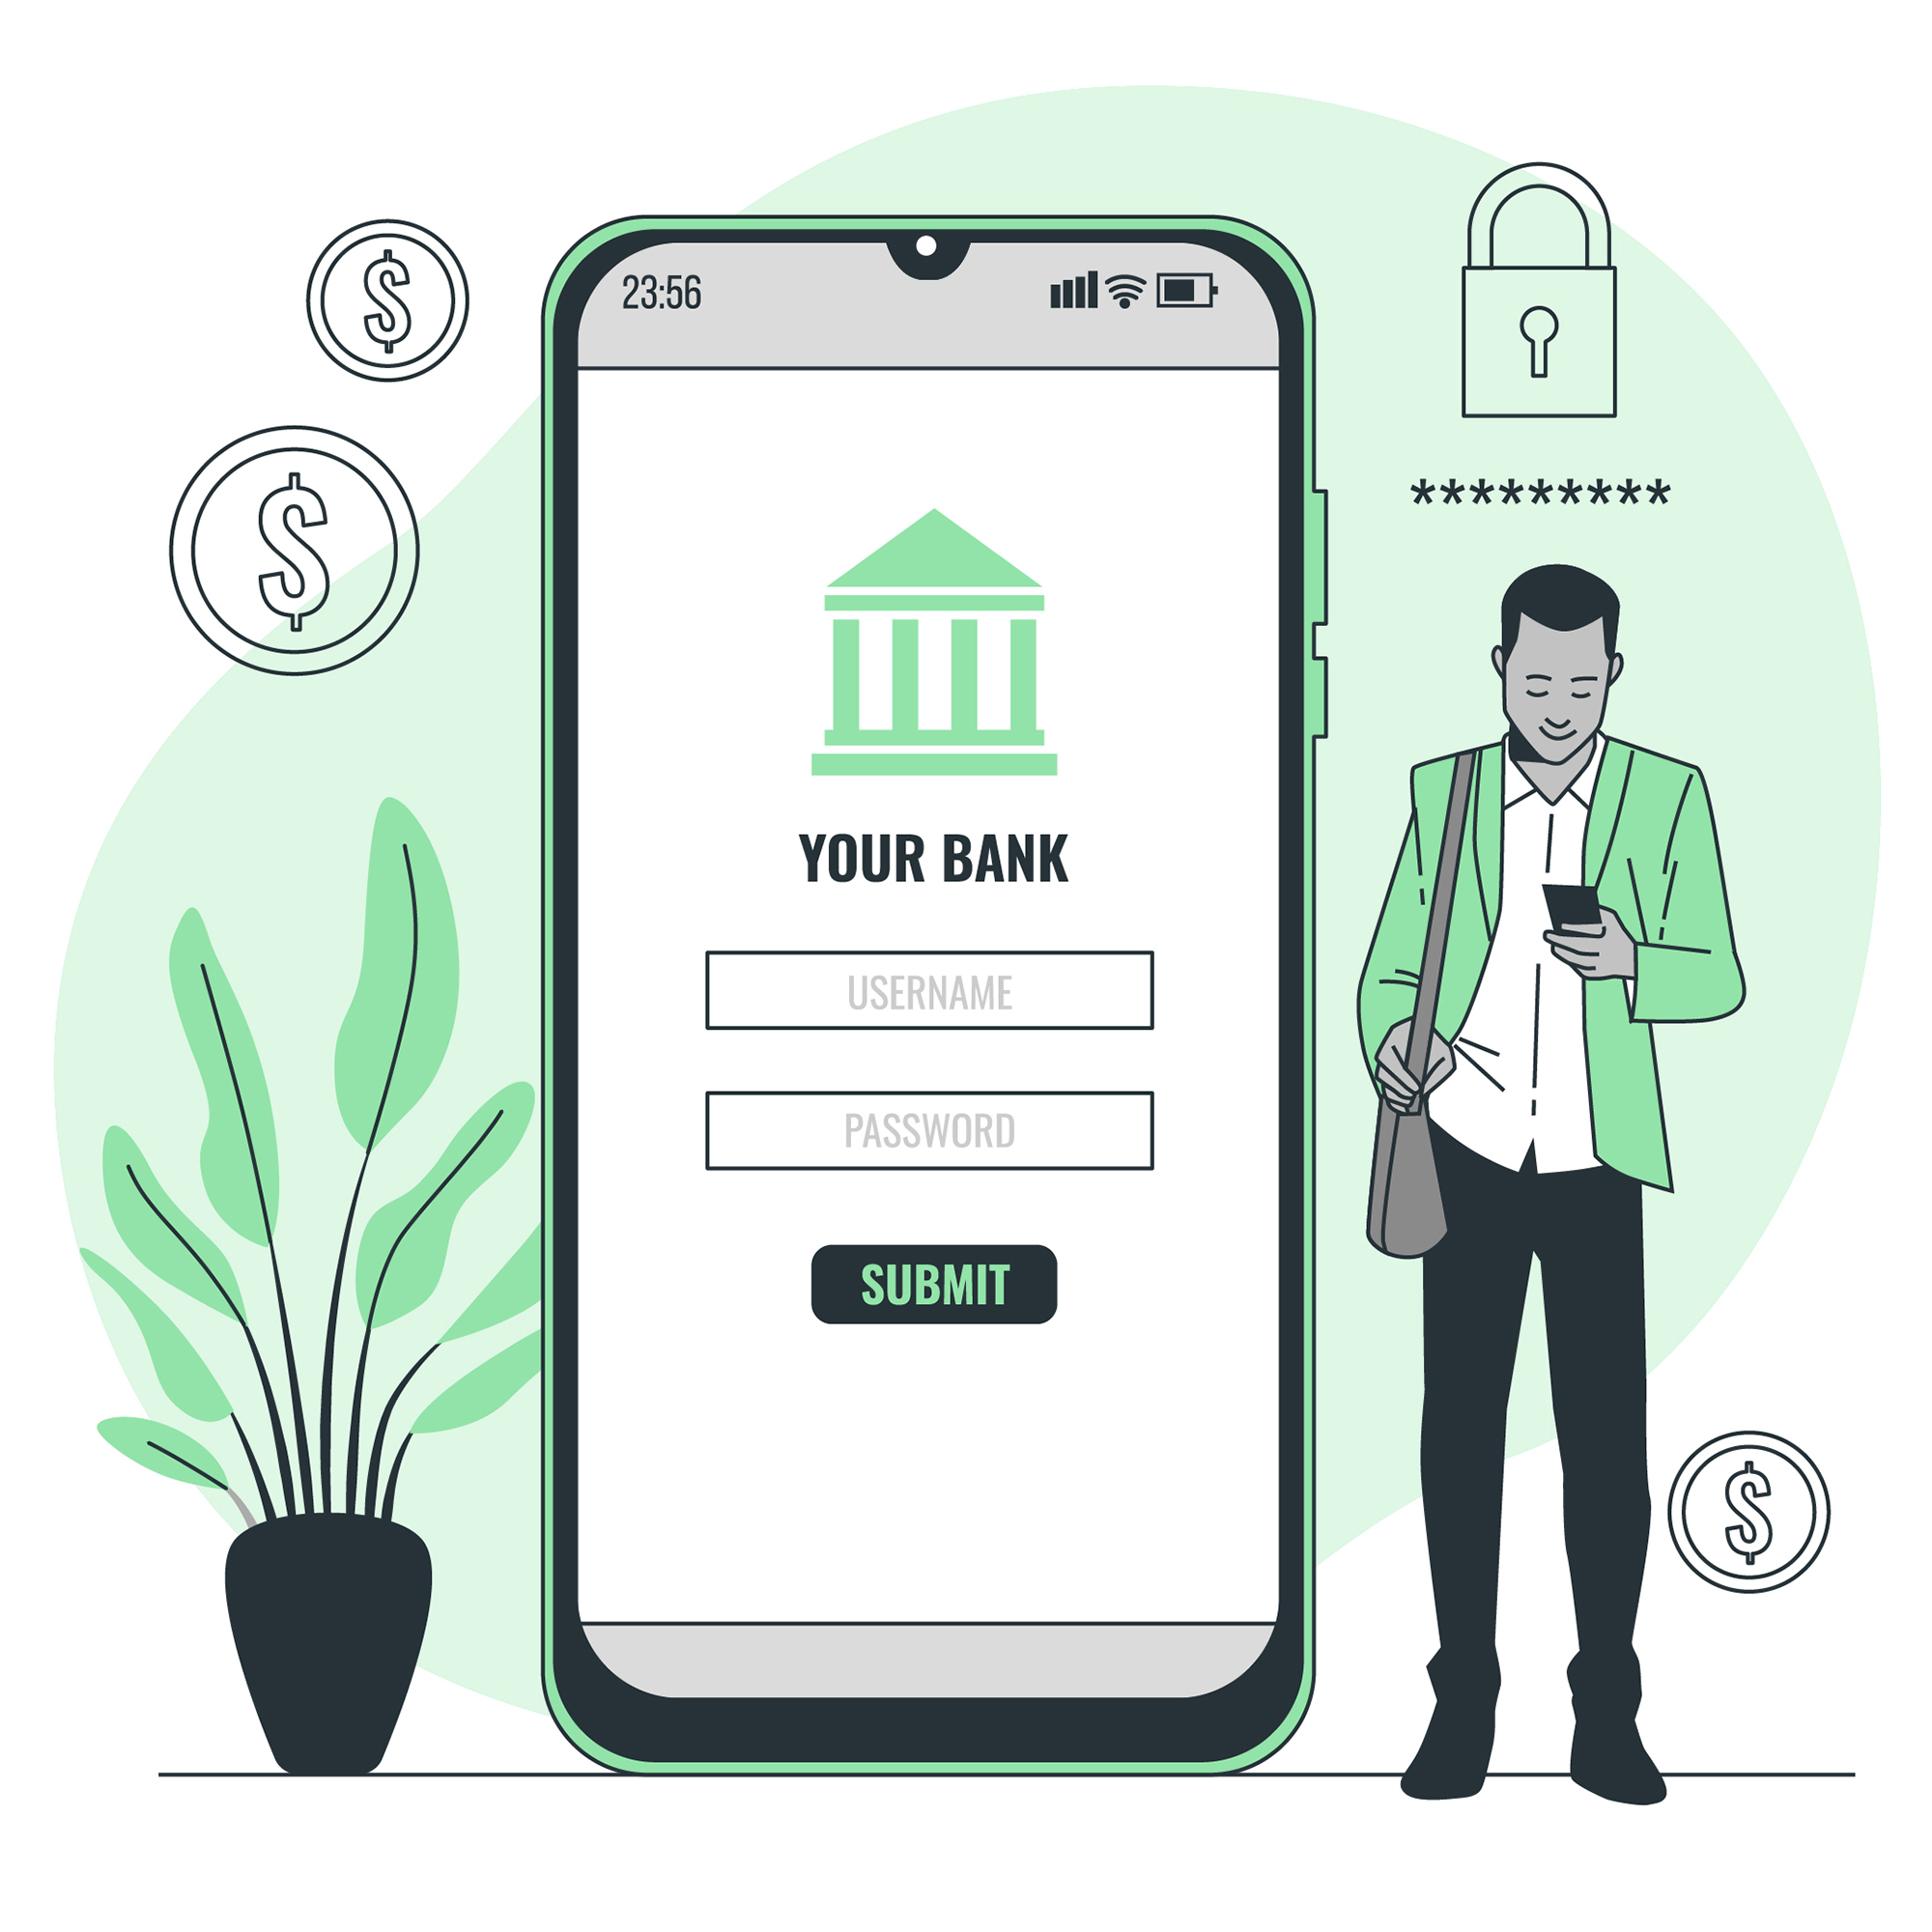 23:56
*********
YOUR BANK
USERNAME
PASSWORD
SUBMIT
$
$
$